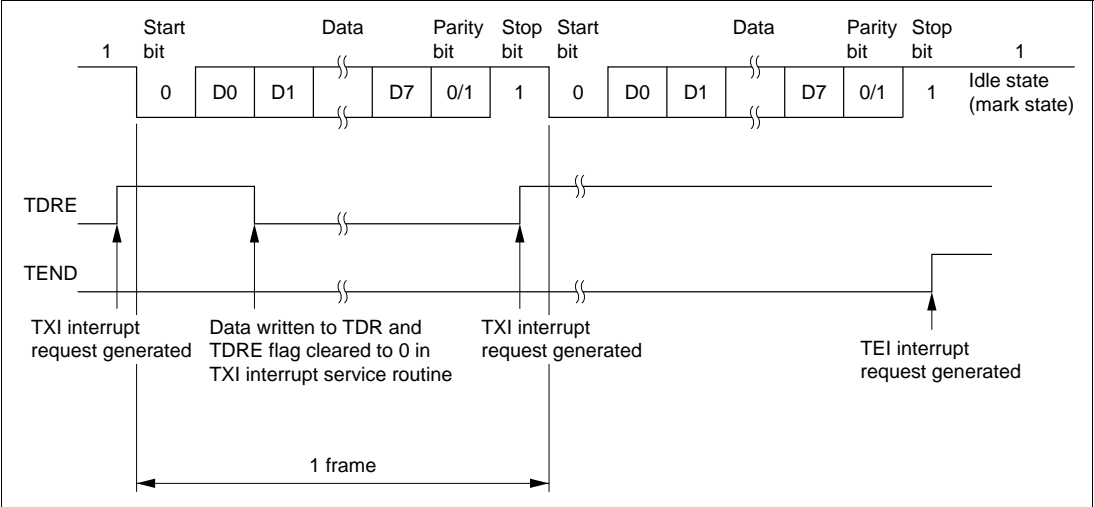 1
Start
bit
Data
Parity
bit
Stop
bit
Start
bit
Data
Parity
bit
Stop
bit
1
0
D0
D1
D7
0/1
1
0
D0
D1
D7
0/1
1
Idle state
(mark state)
TDRE
TEND
TXI interrupt
request generated
Data written to TDR and
TDRE flag cleared to 0 in
TXI interrupt service routine
TXI interrupt
request generated
TEI interrupt
request generated
1 frame